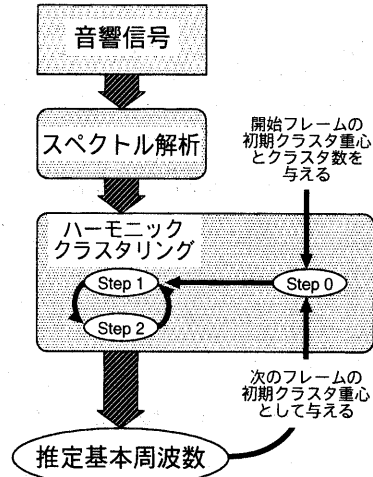 音響信号
スペクトル解析
開始フレームの
初期クラスタ重心
とクラスタ数を
与える
ハーモニック
クラスタリング
Step 1
Step 0
Step 2
次のフレームの
初期クラスタ重心
として与える
推定基本周波数